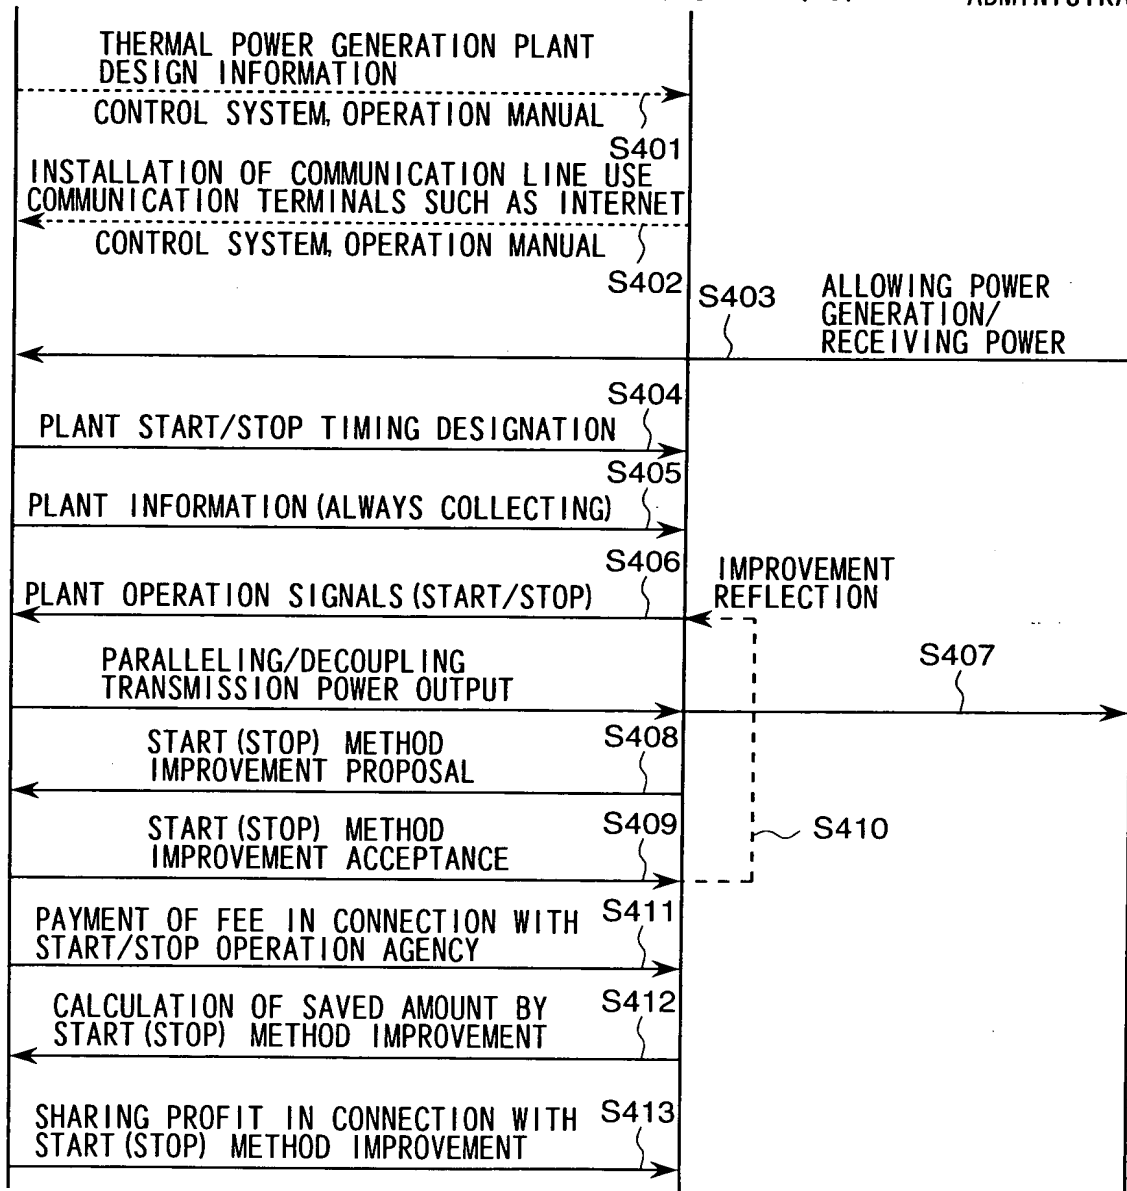 THERMAL POWER GENERATION PLANT
DESIGN INFORMATION
CONTROL SYSTEM, OPERATION MANUAL
S401
INSTALLATION OF COMMUNICATION LINE USE
COMMUNICATION TERMINALS SUCH AS INTERNET
CONTROL SYSTEM, OPERATION MANUAL
S402
S403
ALLOWING POWER
GENERATION/
RECEIVING POWER
S404
PLANT START/STOP TIMING DESIGNATION
S405
PLANT INFORMATION (ALWAYS COLLECTING)
S406
PLANT OPERATION SIGNALS (START/STOP)
IMPROVEMENT
REFLECTION
PARALLELING/DECOUPLING
TRANSMISSION POWER OUTPUT
S407
START (STOP) METHOD
IMPROVEMENT PROPOSAL
S408
START (STOP) METHOD
IMPROVEMENT ACCEPTANCE
S409
S410
PAYMENT OF FEE IN CONNECTION WITH
START/STOP OPERATION AGENCY
S411
CALCULATION OF SAVED AMOUNT BY
START (STOP) METHOD IMPROVEMENT
S412
SHARING PROFIT IN CONNECTION WITH
START (STOP) METHOD IMPROVEMENT
S413